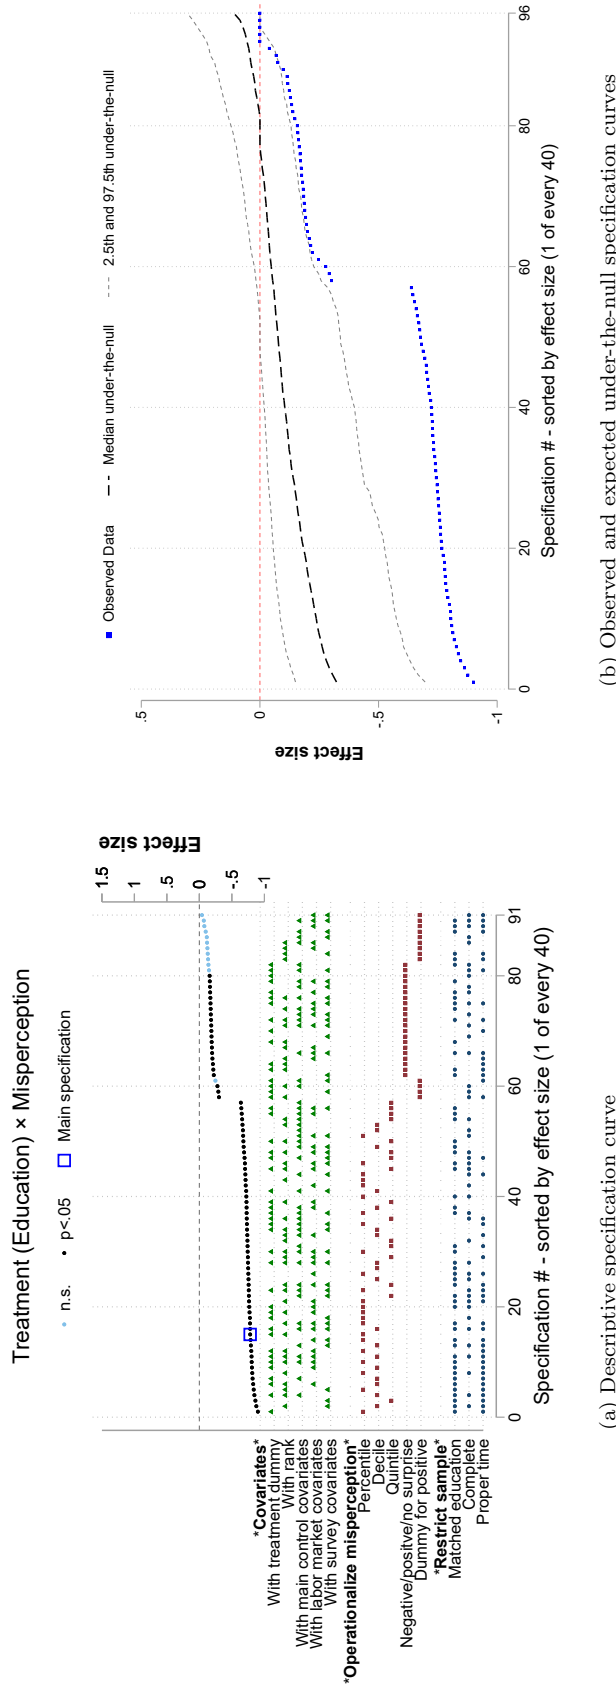 Treatment (Education) × Misperception
n.s.
p<.05
Main specification
1.5
1
.5
0
-.5
-1
Effect size
*Covariates*
With treatment dummy
With rank
With main control covariates
With labor market covariates
With survey covariates
*Operationalize misperception*
Percentile
Decile
Quintile
Negative/positve/no surprise
Dummy for positive
*Restrict sample*
Matched education
Complete
Proper time
0 20 40 60 80 91
Specification # - sorted by effect size (1 of every 40)
(a) Descriptive specification curve
Observed Data
Median under-the-null
2.5th and 97.5th under-the-null
.5
0
-.5
-1
Effect size
0 20 40 60 80 96
Specification # - sorted by effect size (1 of every 40)
(b) Observed and expected under-the-null specification curves